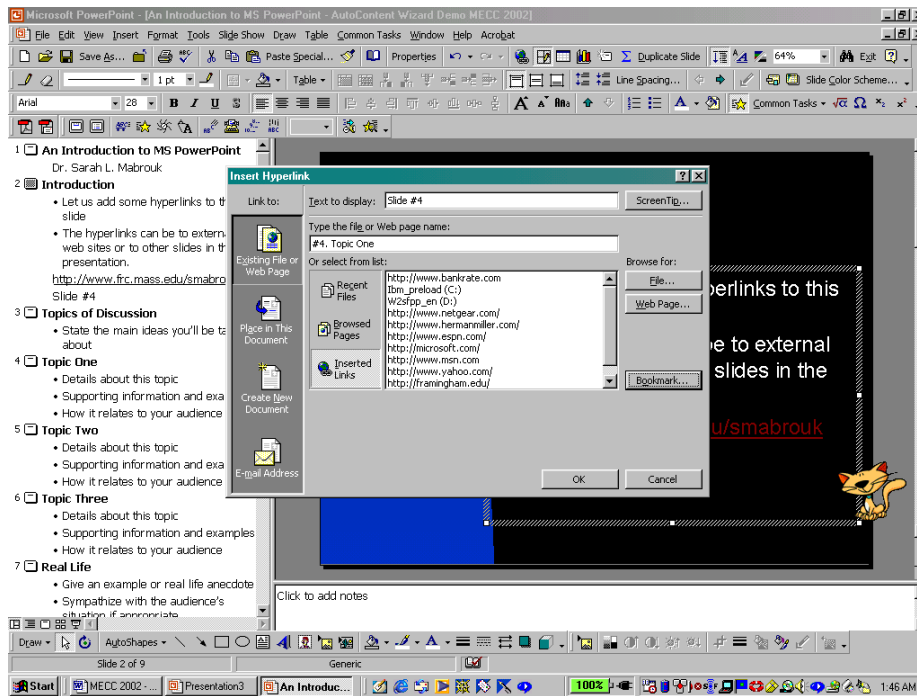 Microsoft PowerPoint - [An Introduction to MS PowerPoint - AutoContent Wizard Demo MECC 2002]
File Edit View Insert Format Tools Slide Show Draw Table Common Tasks Window Help Acrobat
Save As... Paste Special... Properties Duplicate Slide 64% Exit
1 pt Table Line Spacing... Slide Color Scheme...
Arial 28 B I U S Common Tasks
1 An Introduction to MS PowerPoint
Dr. Sarah L. Mabrouk
2 Introduction
• Let us add some hyperlinks to th
slide
• The hyperlinks can be to extern
web sites or to other slides in th
presentation.
http://www.frc.mass.edu/smabro
Slide #4
3 Topics of Discussion
• State the main ideas you'll be ta
about
4 Topic One
• Details about this topic
• Supporting information and exa
• How it relates to your audience
5 Topic Two
• Details about this topic
• Supporting information and exa
• How it relates to your audience
6 Topic Three
• Details about this topic
• Supporting information and examples
• How it relates to your audience
7 Real Life
• Give an example or real life anecdote
• Sympathize with the audience's
situation if appropriate
Insert Hyperlink
Link to:
Existing File or
Web Page
Place in This
Document
Create New
Document
E-mail Address
Text to display: Slide #4 ScreenTip...
Type the file or Web page name:
#4. Topic One
Or select from list:
Recent
Files
Browsed
Pages
Inserted
Links
http://www.bankrate.com
Ibm_preload (C:)
W2sfpp_en (D:)
http://www.netgear.com/
http://www.hermanmiller.com/
http://www.espn.com/
http://microsoft.com/
http://www.msn.com
http://www.yahoo.com/
http://framingham.edu/
Browse for:
File...
Web Page...
Bookmark...
OK Cancel
perlinks to this
be to external
slides in the
u/smabrouk
Click to add notes
Draw AutoShapes
Slide 2 of 9 Generic
Start MECC 2002 - ... Presentation3 An Introduc... 100% 1:46 AM